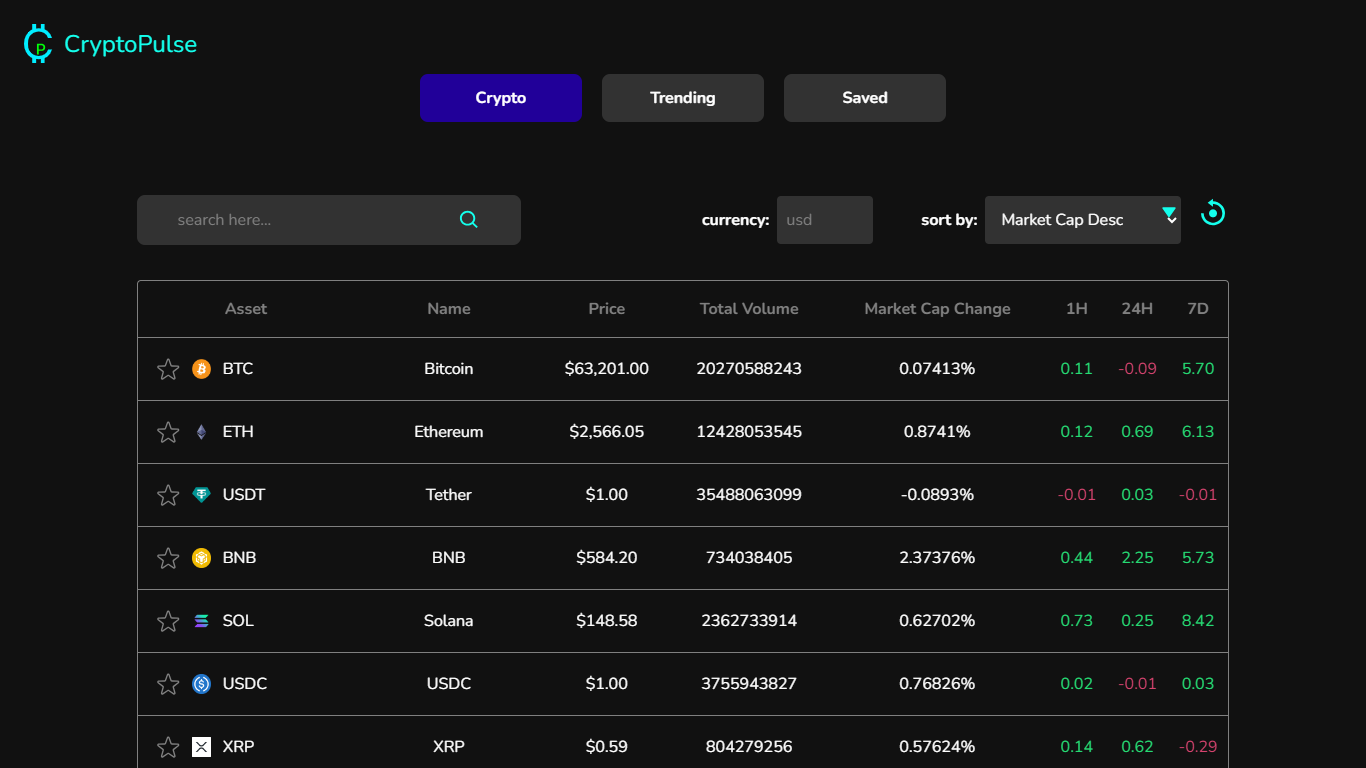 CryptoPulse
Crypto Trending Saved
search here... currency: usd sort by: Market Cap Desc
Asset Name Price Total Volume Market Cap Change 1H 24H 7D
BTC Bitcoin $63,201.00 20270588243 0.07413% 0.11 -0.09 5.70
ETH Ethereum $2,566.05 12428053545 0.8741% 0.12 0.69 6.13
USDT Tether $1.00 35488063099 -0.0893% -0.01 0.03 -0.01
BNB BNB $584.20 734038405 2.37376% 0.44 2.25 5.73
SOL Solana $148.58 2362733914 0.62702% 0.73 0.25 8.42
USDC USDC $1.00 3755943827 0.76826% 0.02 -0.01 0.03
XRP XRP $0.59 804279256 0.57624% 0.14 0.62 -0.29